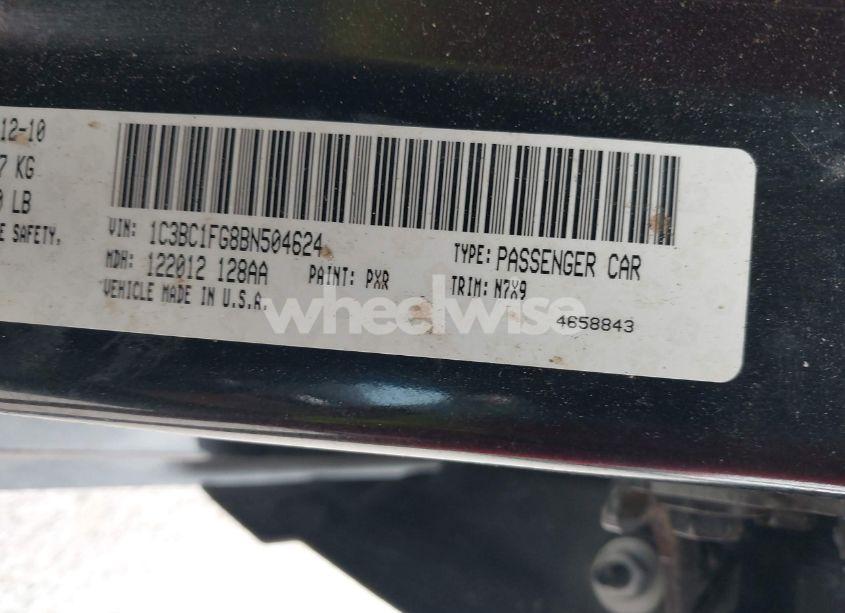 12-10
7 KG
LB
E SAFETY,
VIN: 1C3BC1FG8BN504624
TYPE: PASSENGER CAR
MDH: 122012 128AA PAINT: PXR TRIM: N7X9
VEHICLE MADE IN U.S.A.
4658843
wheelwise